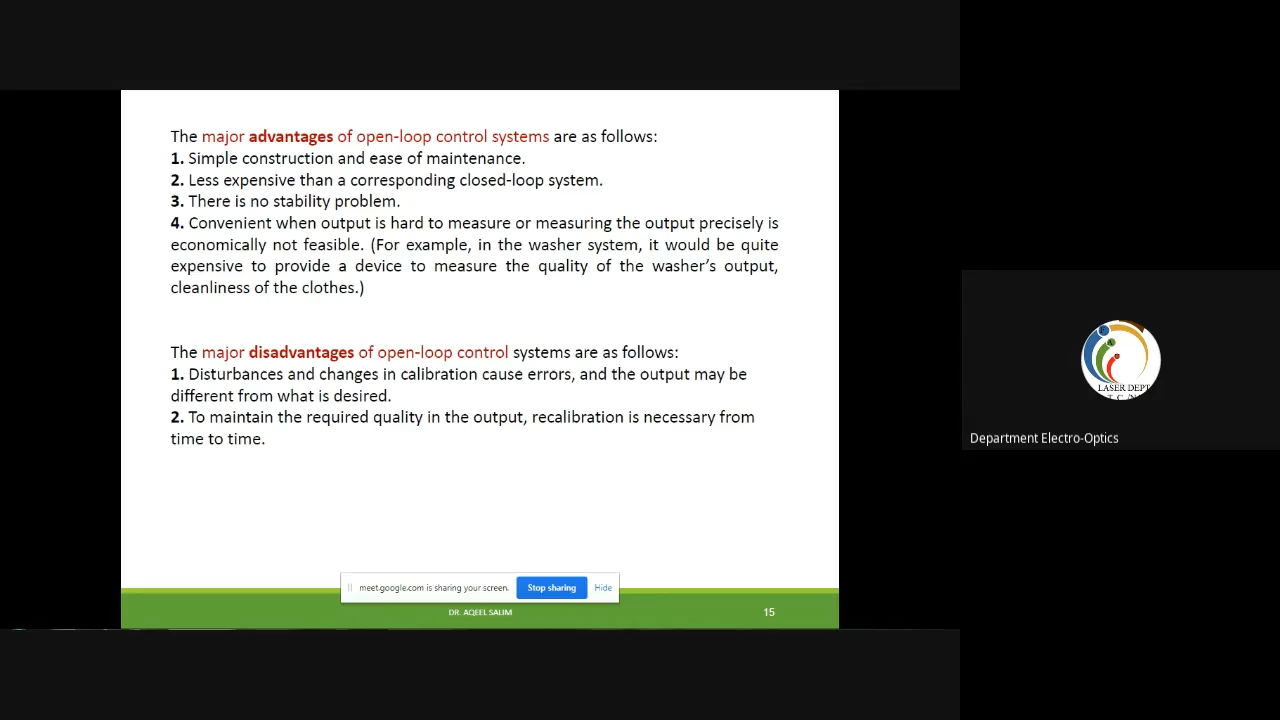 The major advantages of open-loop control systems are as follows:
1. Simple construction and ease of maintenance.
2. Less expensive than a corresponding closed-loop system.
3. There is no stability problem.
4. Convenient when output is hard to measure or measuring the output precisely is
economically not feasible. (For example, in the washer system, it would be quite
expensive to provide a device to measure the quality of the washer’s output,
cleanliness of the clothes.)
The major disadvantages of open-loop control systems are as follows:
1. Disturbances and changes in calibration cause errors, and the output may be
different from what is desired.
2. To maintain the required quality in the output, recalibration is necessary from
time to time.
meet.google.com is sharing your screen. Stop sharing Hide
DR. AQEEL SALIM 15
LASER DEPT
Department Electro-Optics